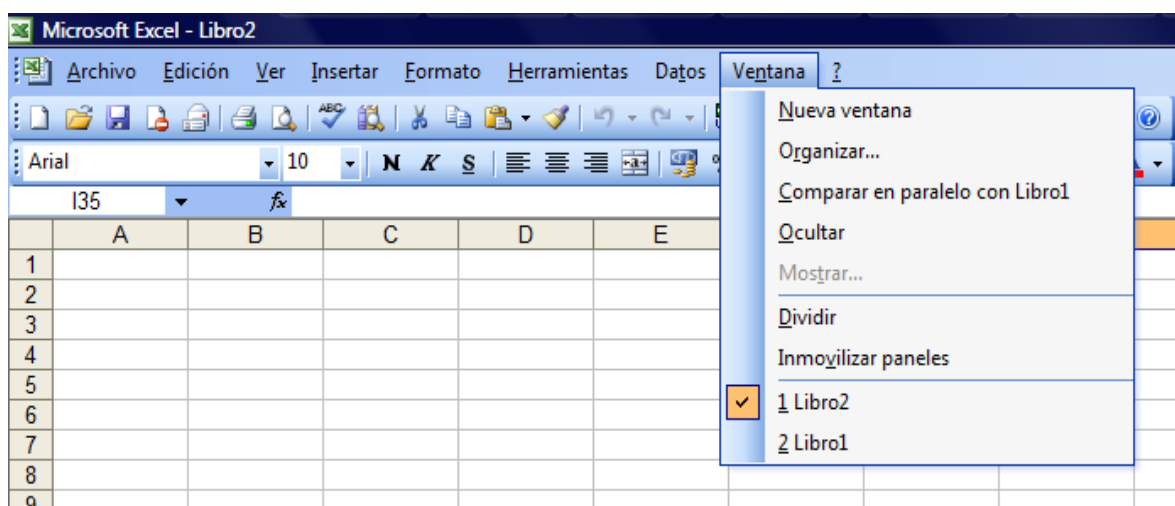 Microsoft Excel - Libro2
Archivo Edición Ver Insertar Formato Herramientas Datos Ventana ?
ABC
Arial 10 N K S
I35 fx
A B C D E
1
2
3
4
5
6
7
8
9
Nueva ventana
Organizar...
Comparar en paralelo con Libro1
Ocultar
Mostrar...
Dividir
Inmovilizar paneles
1 Libro2
2 Libro1